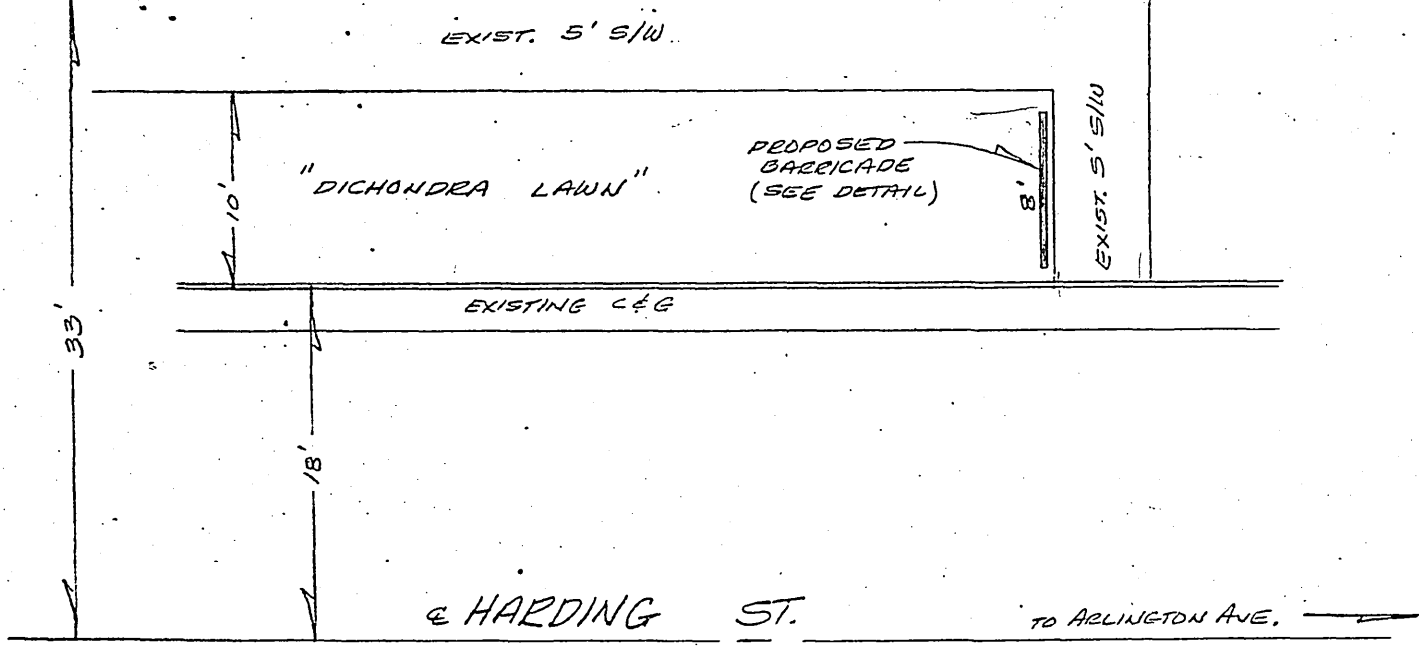 EXIST. 5' S/W
EXIST. 5' S/W
PROPOSED
BARRICADE
(SEE DETAIL)
"DICHONDRA LAWN"
10'
8'
EXISTING C&G
33'
18'
℄ HARDING ST.
TO ARLINGTON AVE.